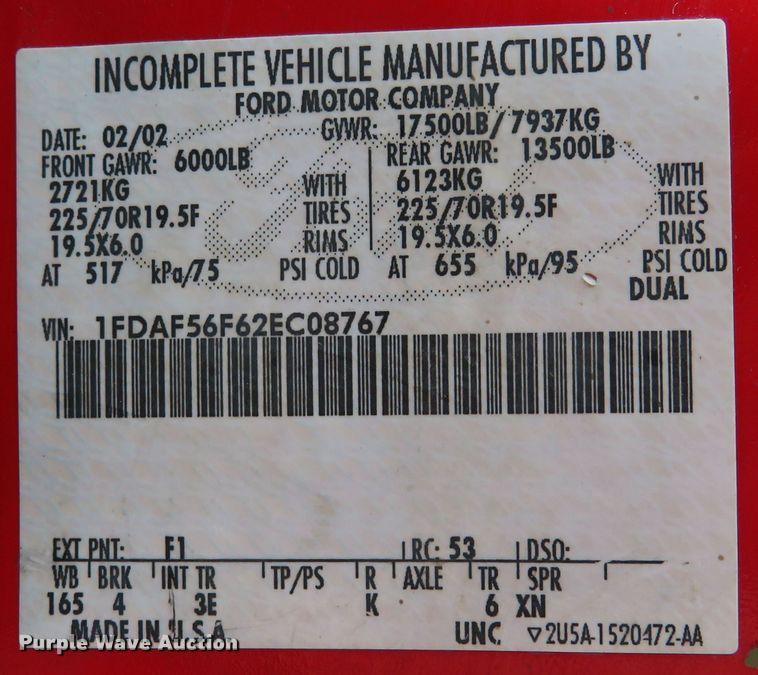 INCOMPLETE VEHICLE MANUFACTURED BY
FORD MOTOR COMPANY
DATE: 02/02 GVWR: 17500LB/ 7937KG
FRONT GAWR: 6000LB REAR GAWR: 13500LB
2721KG WITH 6123KG WITH
225/70R19.5F TIRES 225/70R19.5F TIRES
19.5X6.0 RIMS 19.5X6.0 RIMS
AT 517 kPa/75 PSI COLD AT 655 kPa/95 PSI COLD
DUAL
VIN: 1FDAF56F62EC08767
EXT PNT: F1 RC: 53 DSO:
WB BRK INT TR TP/PS R AXLE TR SPR
165 4 3E K 6 XN
MADE IN U.S.A. UNC ▽2U5A-1520472-AA
Purple Wave Auction